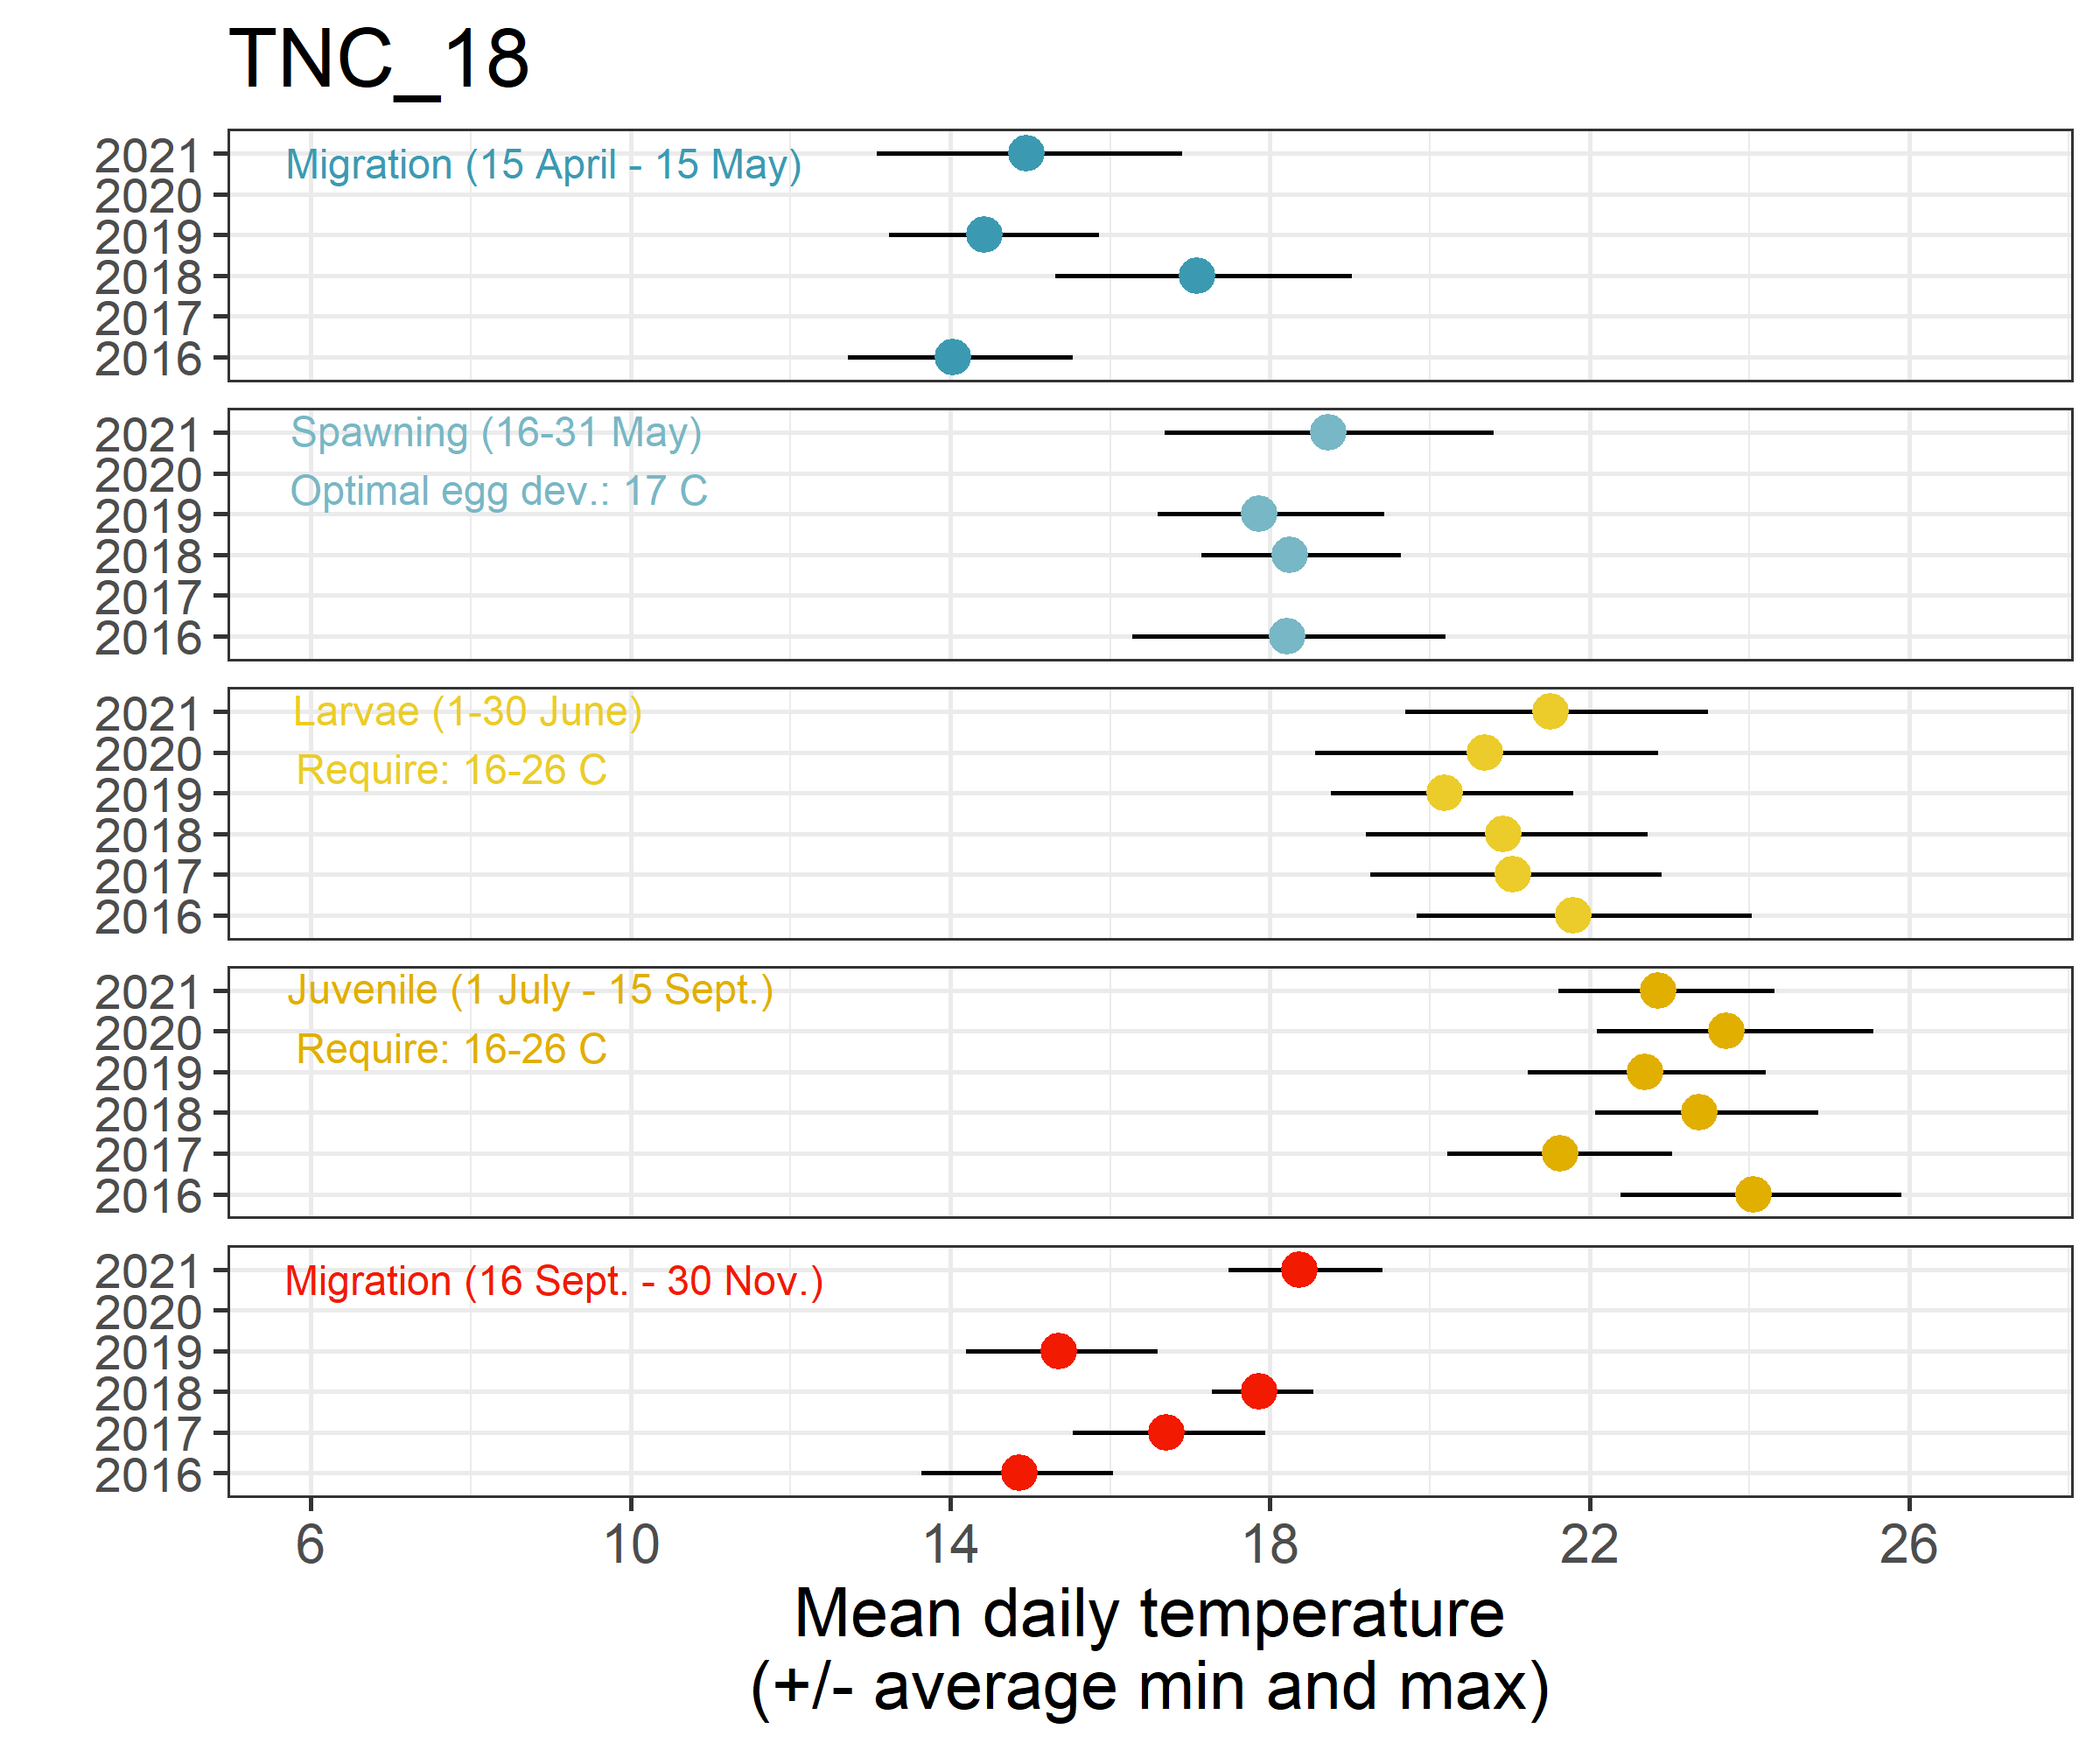 TNC_18
2021
Migration (15 April - 15 May)
2020
2019
2018
2017
2016
2021
Spawning (16-31 May)
2020
Optimal egg dev.: 17 C
2019
2018
2017
2016
2021
Larvae (1-30 June)
2020
Require: 16-26 C
2019
2018
2017
2016
2021
Juvenile (1 July - 15 Sept.)
2020
Require: 16-26 C
2019
2018
2017
2016
2021
Migration (16 Sept. - 30 Nov.)
2020
2019
2018
2017
2016
6 10 14 18 22 26
Mean daily temperature
(+/- average min and max)